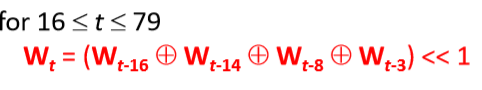 for 16 ≤ t ≤ 79
Wₜ = (Wₜ₋₁₆ ⊕ Wₜ₋₁₄ ⊕ Wₜ₋₈ ⊕ Wₜ₋₃) << 1